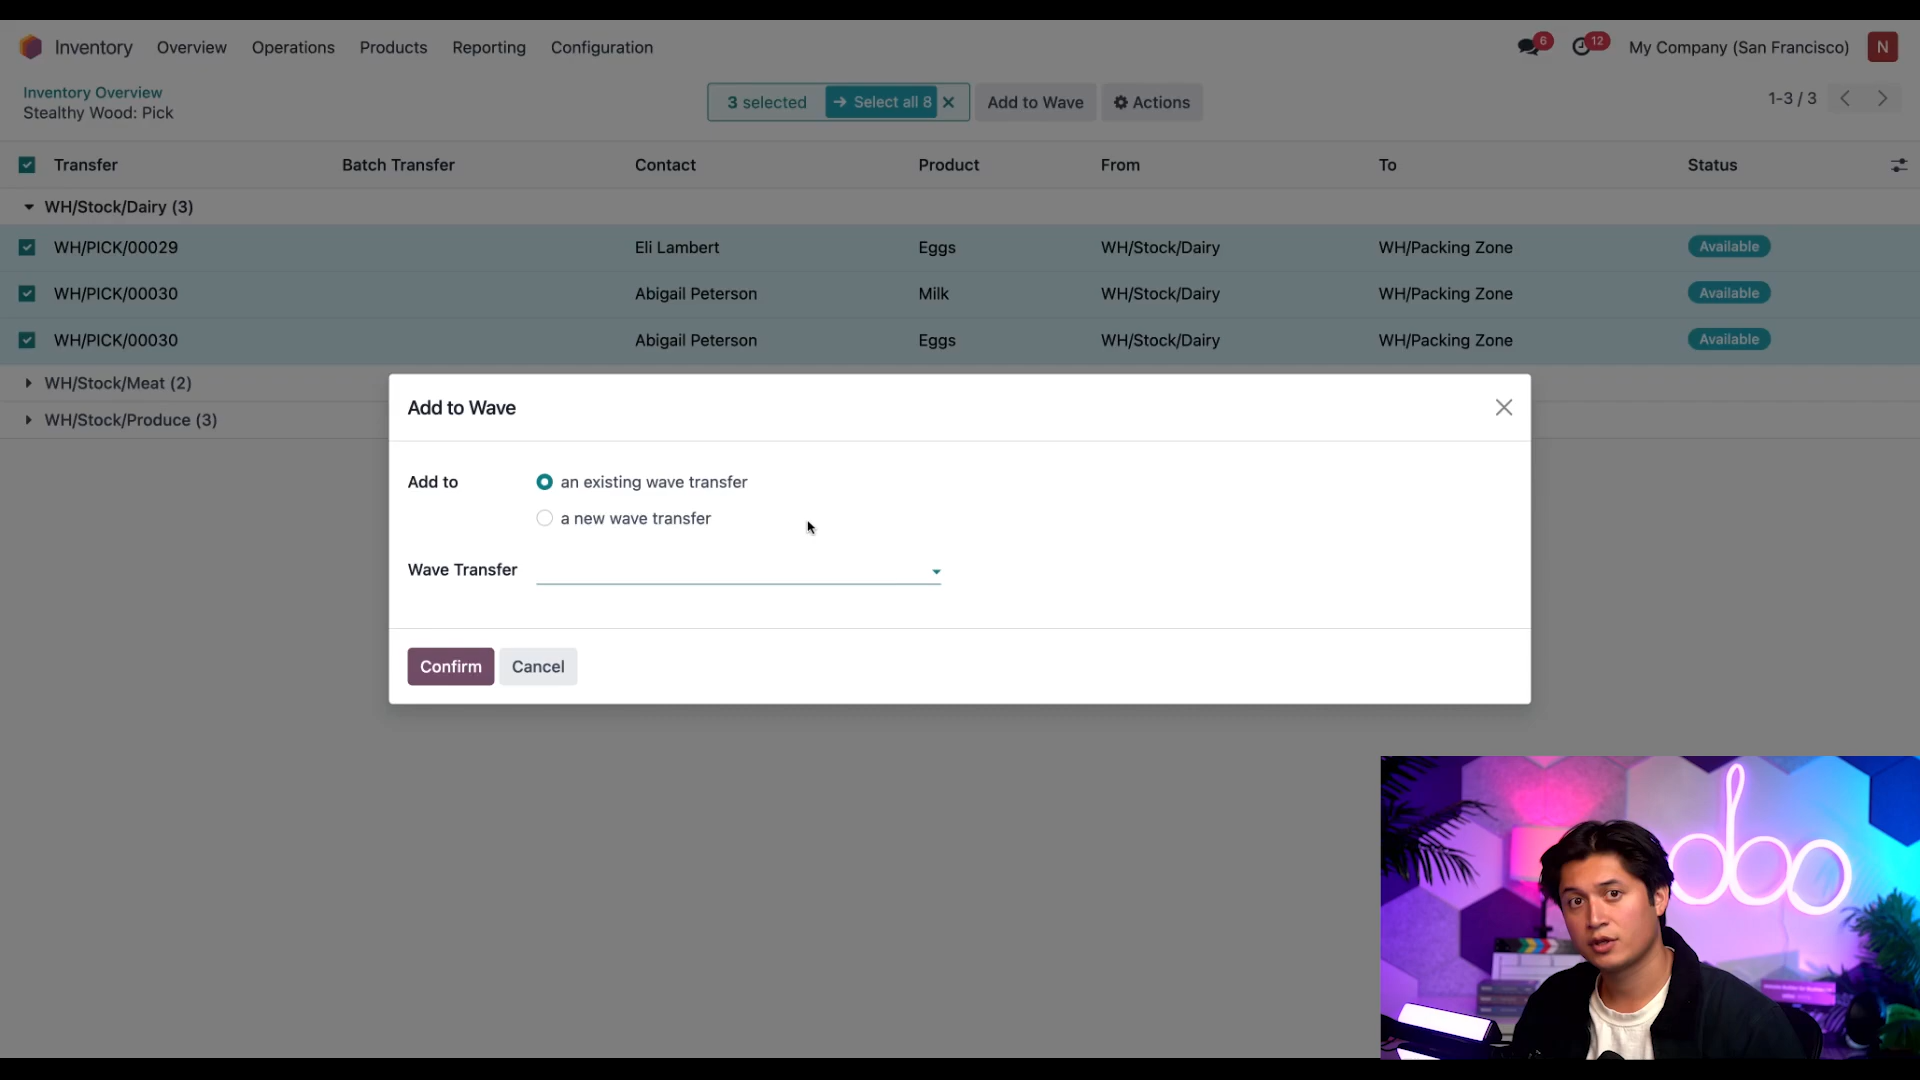 Inventory Overview Operations Products Reporting Configuration 6 12 My Company (San Francisco) N
Inventory Overview
Stealthy Wood: Pick
3 selected Select all 8 Add to Wave Actions 1-3 / 3
Transfer Batch Transfer Contact Product From To Status
WH/Stock/Dairy (3)
WH/PICK/00029 Eli Lambert Eggs WH/Stock/Dairy WH/Packing Zone Available
WH/PICK/00030 Abigail Peterson Milk WH/Stock/Dairy WH/Packing Zone Available
WH/PICK/00030 Abigail Peterson Eggs WH/Stock/Dairy WH/Packing Zone Available
WH/Stock/Meat (2)
WH/Stock/Produce (3)
Add to Wave
Add to an existing wave transfer
a new wave transfer
Wave Transfer
Confirm Cancel